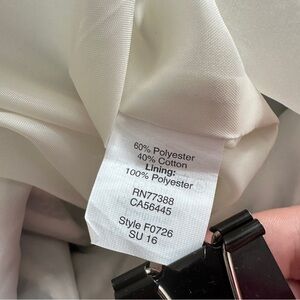 60% Polyester
40% Cotton
Lining:
100% Polyester
RN77388
CA56445
Style F0726
SU 16